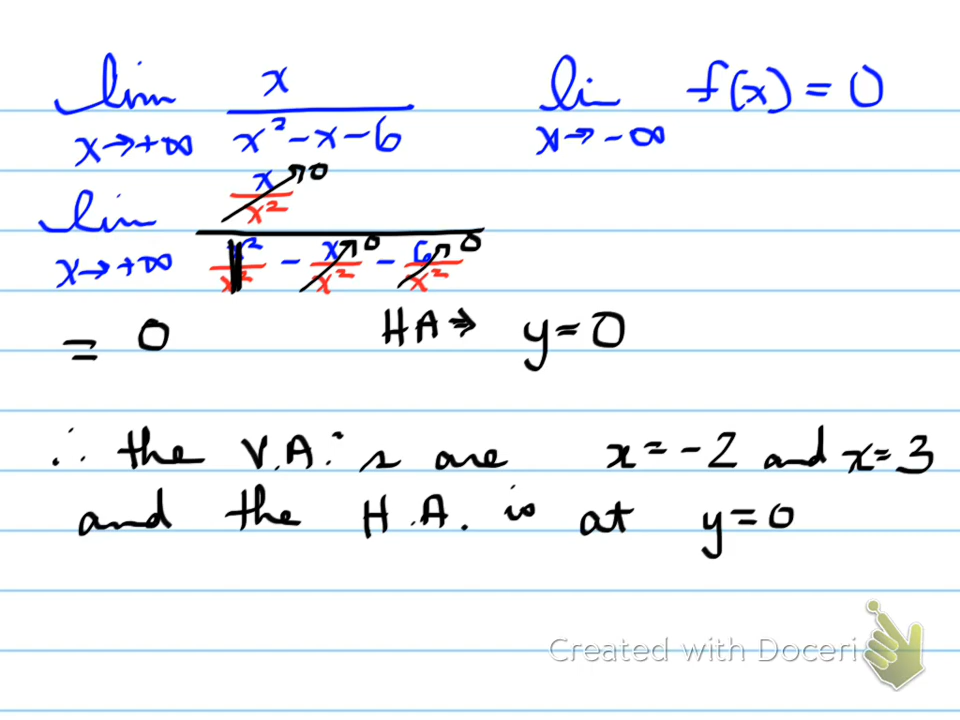 lim x→+∞ x / (x² - x - 6)    lim x→-∞ f(x) = 0
lim x→+∞ (x/x² → 0) / (x²/x² - x/x² → 0 - 6/x² → 0)
= 0    HA → y = 0
∴ the V.A.'s are x = -2 and x = 3
and the H.A. is at y = 0
Created with Doceri